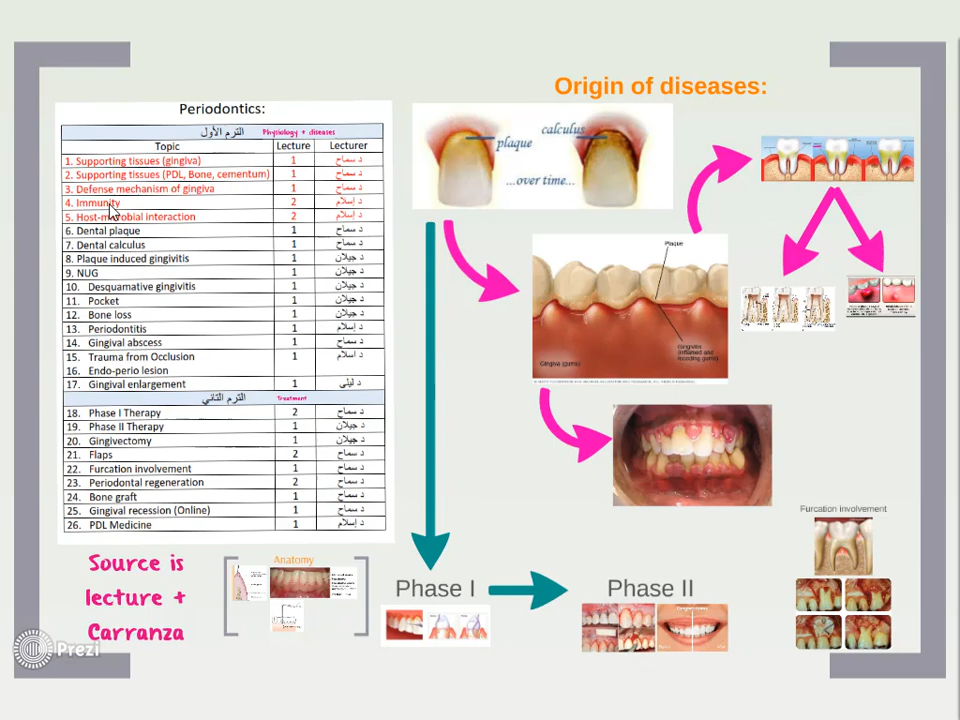 Periodontics:
الترم الأول Physiology + diseases
Topic Lecture Lecturer
1. Supporting tissues (gingiva) 1 د سماح
2. Supporting tissues (PDL, Bone, cementum) 1 د سماح
3. Defense mechanism of gingiva 1 د سماح
4. Immunity 2 د إسلام
5. Host-microbial interaction 2 د إسلام
6. Dental plaque 1 د سماح
7. Dental calculus 1 د سماح
8. Plaque induced gingivitis 1 د جيلان
9. NUG 1 د جيلان
10. Desquamative gingivitis 1 د جيلان
11. Pocket 1 د جيلان
12. Bone loss 1 د جيلان
13. Periodontitis 1 د إسلام
14. Gingival abscess 1 د سماح
15. Trauma from Occlusion 1 د اسلام
16. Endo-perio lesion
17. Gingival enlargement 1 د ليلى
الترم الثاني Treatment
18. Phase I Therapy 2 د سماح
19. Phase II Therapy 1 د جيلان
20. Gingivectomy 1 د جيلان
21. Flaps 2 د سماح
22. Furcation involvement 1 د سماح
23. Periodontal regeneration 2 د سماح
24. Bone graft 1 د سماح
25. Gingival recession (Online) 1 د سماح
26. PDL Medicine 1 د إسلام
Source is
lecture +
Carranza
Prezi
Anatomy
Origin of diseases:
plaque
calculus
...over time...
Plaque
Gingivitis
(inflamed and
receding gums)
Gingiva (gums)
Phase I
Phase II
Furcation involvement